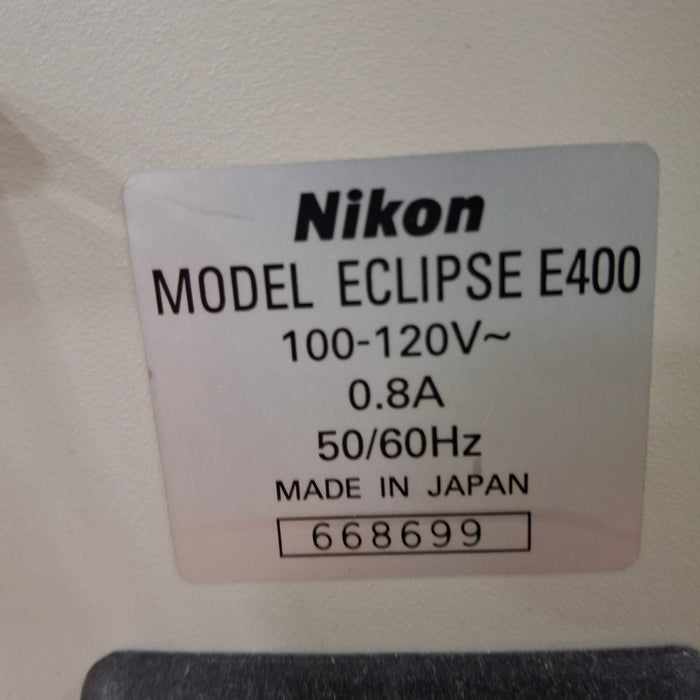 Nikon
MODEL ECLIPSE E400
100-120V~
0.8A
50/60Hz
MADE IN JAPAN
668699